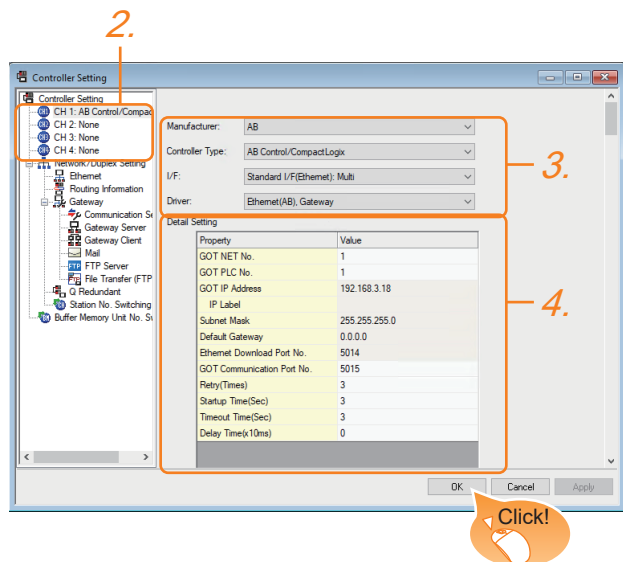 2.
Controller Setting
Controller Setting
CH 1: AB Control/Compac
CH 2: None
CH 3: None
CH 4: None
Network/Duplex Setting
Ethernet
Routing Information
Gateway
Communication Se
Gateway Server
Gateway Client
Mail
FTP FTP Server
File Transfer (FTP
Q Redundant
Station No. Switching
Buffer Memory Unit No. Sw
Manufacturer: AB
Controller Type: AB Control/CompactLogix
I/F: Standard I/F(Ethernet): Multi
Driver: Ethernet(AB), Gateway
3.
Detail Setting
Property Value
GOT NET No. 1
GOT PLC No. 1
GOT IP Address 192.168.3.18
IP Label
Subnet Mask 255.255.255.0
Default Gateway 0.0.0.0
Ethernet Download Port No. 5014
GOT Communication Port No. 5015
Retry(Times) 3
Startup Time(Sec) 3
Timeout Time(Sec) 3
Delay Time(x10ms) 0
4.
OK Cancel Apply
Click!